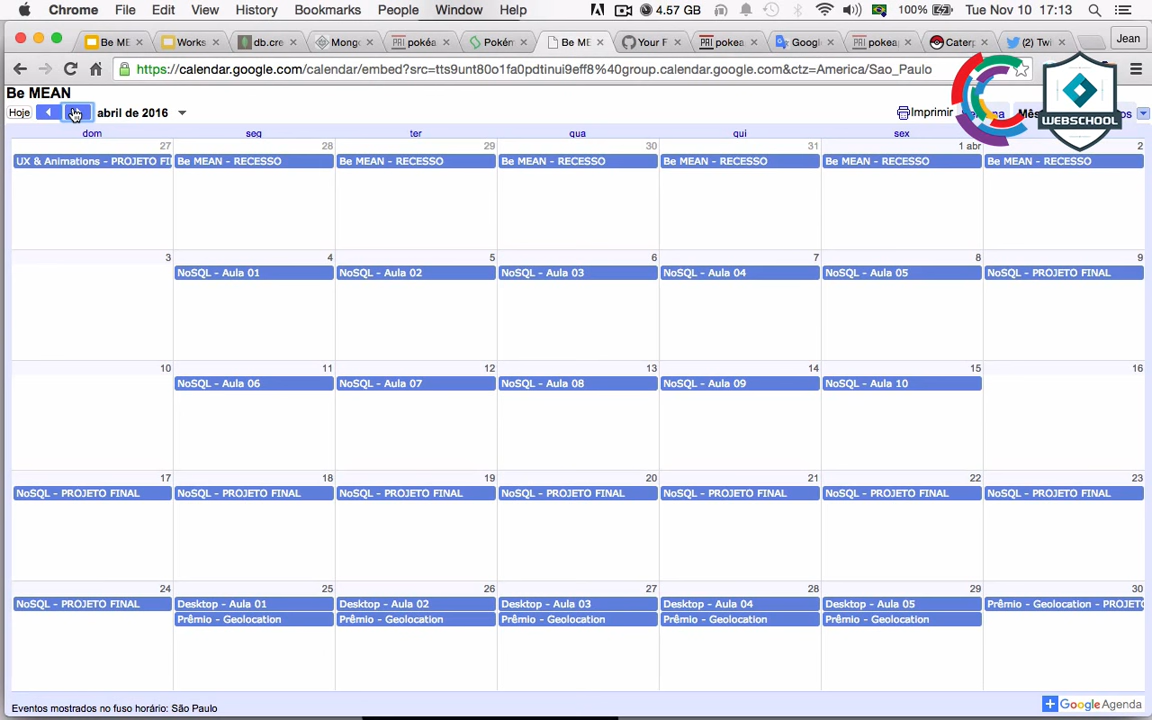 Chrome File Edit View History Bookmarks People Window Help 4.57 GB 100% Tue Nov 10 17:13
Be ME Works db.cre Mongo pokéa Pokén Be ME Your F pokea Googl pokea Caterp (2) Twi Jean
https://calendar.google.com/calendar/embed?src=tts9unt80o1fa0pdtinui9eff8%40group.calendar.google.com&ctz=America/Sao_Paulo
Be MEAN
Hoje abril de 2016 Imprimir
WEBSCHOOL
dom seg ter qua qui sex
27 28 29 30 31 1 abr 2
UX & Animations - PROJETO FI Be MEAN - RECESSO Be MEAN - RECESSO Be MEAN - RECESSO Be MEAN - RECESSO Be MEAN - RECESSO Be MEAN - RECESSO
3 4 5 6 7 8 9
NoSQL - Aula 01 NoSQL - Aula 02 NoSQL - Aula 03 NoSQL - Aula 04 NoSQL - Aula 05 NoSQL - PROJETO FINAL
10 11 12 13 14 15 16
NoSQL - Aula 06 NoSQL - Aula 07 NoSQL - Aula 08 NoSQL - Aula 09 NoSQL - Aula 10
17 18 19 20 21 22 23
NoSQL - PROJETO FINAL NoSQL - PROJETO FINAL NoSQL - PROJETO FINAL NoSQL - PROJETO FINAL NoSQL - PROJETO FINAL NoSQL - PROJETO FINAL NoSQL - PROJETO FINAL
24 25 26 27 28 29 30
NoSQL - PROJETO FINAL Desktop - Aula 01 Desktop - Aula 02 Desktop - Aula 03 Desktop - Aula 04 Desktop - Aula 05 Prêmio - Geolocation - PROJET
Prêmio - Geolocation Prêmio - Geolocation Prêmio - Geolocation Prêmio - Geolocation Prêmio - Geolocation
Eventos mostrados no fuso horário: São Paulo Google Agenda